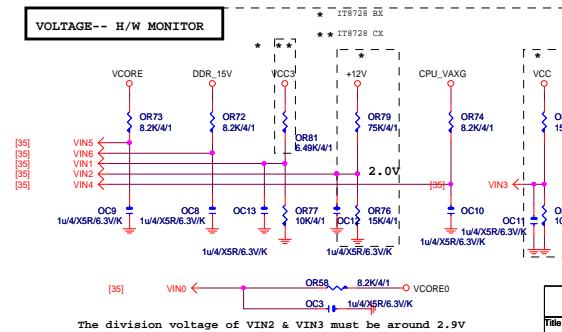 VOLTAGE-- H/W MONITOR
* IT8728 BX
** IT8728 CX
* ** *
*
VCORE DDR_15V VCC3 +12V CPU_VAXG VCC
OR73
8.2K/4/1
OR72
8.2K/4/1
OR81
6.49K/4/1
OR79
75K/4/1
OR74
8.2K/4/1
[35] VIN5
[35] VIN6
[35] VIN1
[35] VIN2
[35] VIN4
2.0V
[35] VIN3
OC9
1u/4/X5R/6.3V/K
OC8
1u/4/X5R/6.3V/K
OC13
1u/4/X5R/6.3V/K
OR77
10K/4/1
OC12
1u/4/X5R/6.3V/K
OR76
15K/4/1
OC10
1u/4/X5R/6.3V/K
OC11
1u/4/X5R/6.3V/K
[35] VIN0
OR58 8.2K/4/1
VCORE0
OC3 1u/4/X5R/6.3V/K
The division voltage of VIN2 & VIN3 must be around 2.9V
Title